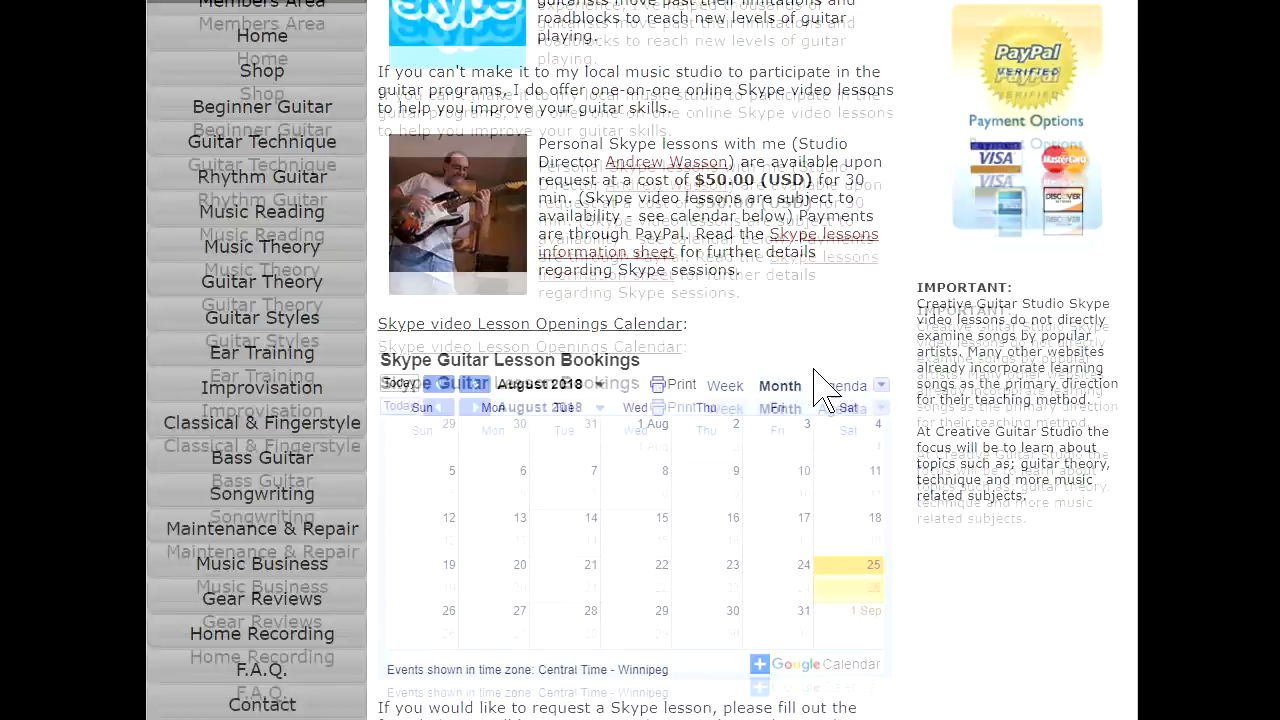 Members Area
Home
Shop
Beginner Guitar
Guitar Technique
Rhythm Guitar
Music Reading
Music Theory
Guitar Theory
Guitar Styles
Ear Training
Improvisation
Classical & Fingerstyle
Bass Guitar
Songwriting
Maintenance & Repair
Music Business
Gear Reviews
Home Recording
F.A.Q.
Contact
skype
guitarists move past their limitations and
roadblocks to reach new levels of guitar
playing.
If you can't make it to my local music studio to participate in the
guitar programs, I do offer one-on-one online Skype video lessons
to help you improve your guitar skills.
Personal Skype lessons with me (Studio
Director Andrew Wasson) are available upon
request at a cost of $50.00 (USD) for 30
min. (Skype video lessons are subject to
availability - see calendar below) Payments
are through PayPal. Read the Skype lessons
information sheet for further details
regarding Skype sessions.
Skype video Lesson Openings Calendar:
Skype Guitar Lesson Bookings
Today August 2018 Print Week Month Agenda
Sun Mon Tue Wed Thu Fri Sat
29 30 31 1 Aug 2 3 4
5 6 7 8 9 10 11
12 13 14 15 16 17 18
19 20 21 22 23 24 25
26 27 28 29 30 31 1 Sep
Events shown in time zone: Central Time - Winnipeg
Google Calendar
If you would like to request a Skype lesson, please fill out the
PayPal
VERIFIED
Payment Options
VISA MasterCard
DISCOVER
IMPORTANT:
Creative Guitar Studio Skype
video lessons do not directly
examine songs by popular
artists. Many other websites
already incorporate learning
songs as the primary direction
for their teaching method.
At Creative Guitar Studio the
focus will be to learn about
topics such as; guitar theory,
technique and more music
related subjects.